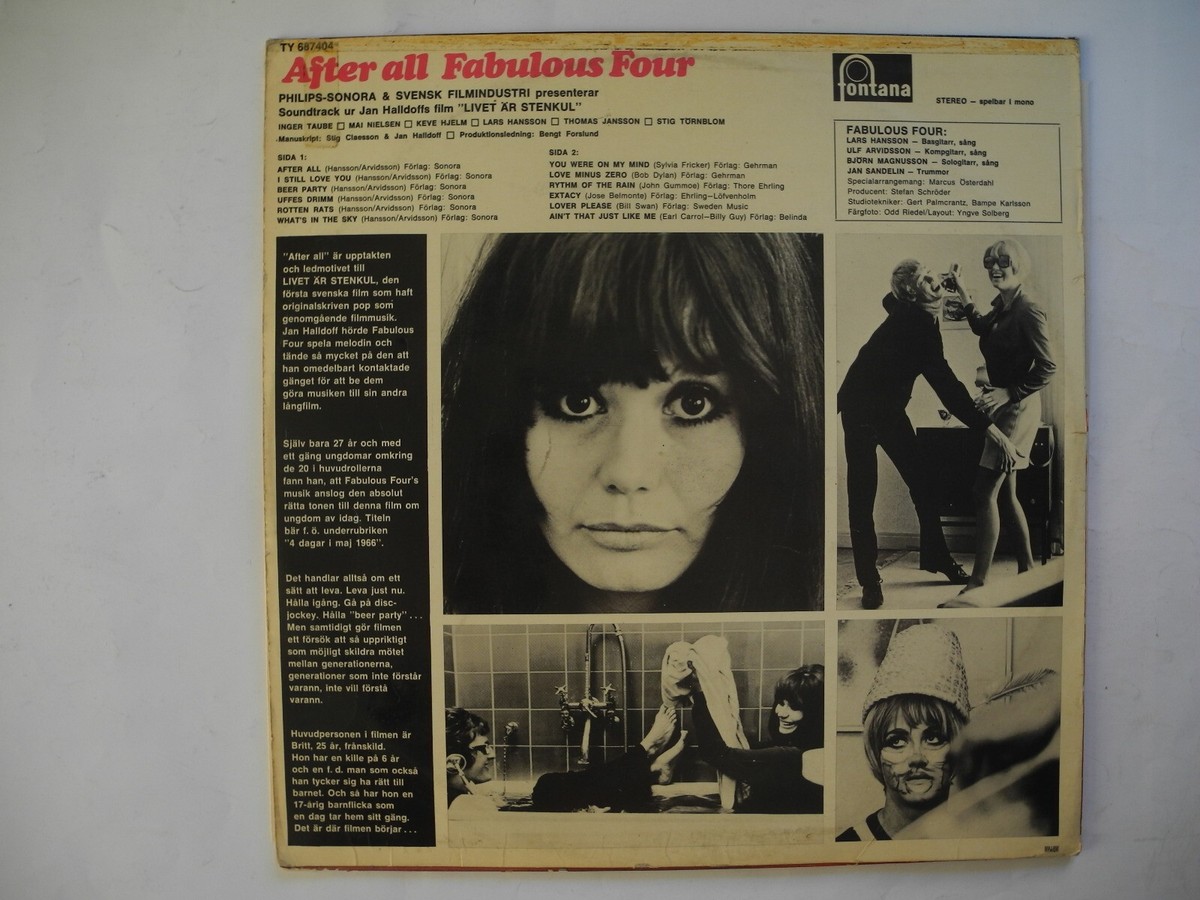 TY 687404
After all Fabulous Four
fontana
STEREO — spelbar i mono
PHILIPS-SONORA & SVENSK FILMINDUSTRI presenterar
Soundtrack ur Jan Halldoffs film "LIVET ÄR STENKUL"
INGER TAUBE □ MAI NIELSEN □ KEVE HJELM □ LARS HANSSON □ THOMAS JANSSON □ STIG TÖRNBLOM
Manuskript: Stig Claesson & Jan Halldoff □ Produktionsledning: Bengt Forslund
SIDA 1:
AFTER ALL (Hansson/Arvidsson) Förlag: Sonora
I STILL LOVE YOU (Hansson/Arvidsson) Förlag: Sonora
BEER PARTY (Hansson/Arvidsson) Förlag: Sonora
UFFES DRIMM (Hansson/Arvidsson) Förlag: Sonora
ROTTEN RATS (Hansson/Arvidsson) Förlag: Sonora
WHAT'S IN THE SKY (Hansson/Arvidsson) Förlag: Sonora
SIDA 2:
YOU WERE ON MY MIND (Sylvia Fricker) Förlag: Gehrman
LOVE MINUS ZERO (Bob Dylan) Förlag: Gehrman
RYTHM OF THE RAIN (John Gummoe) Förlag: Thore Ehrling
EXTACY (Jose Belmonte) Förlag: Ehrling—Löfvenholm
LOVER PLEASE (Bill Swan) Förlag: Sweden Music
AIN'T THAT JUST LIKE ME (Earl Carrol—Billy Guy) Förlag: Belinda
FABULOUS FOUR:
LARS HANSSON — Basgitarr, sång
ULF ARVIDSSON — Kompgitarr, sång
BJÖRN MAGNUSSON — Sologitarr, sång
JAN SANDELIN — Trummor
Specialarrangemang: Marcus Österdahl
Producent: Stefan Schröder
Studiotekniker: Gert Palmcrantz, Bampe Karlsson
Färgfoto: Odd Riedel/Layout: Yngve Solberg
"After all" är upptakten
och ledmotivet till
LIVET ÄR STENKUL, den
första svenska film som haft
originalskriven pop som
genomgående filmmusik.
Jan Halldoff hörde Fabulous
Four spela melodin och
tände så mycket på den att
han omedelbart kontaktade
gänget för att be dem
göra musiken till sin andra
långfilm.
Själv bara 27 år och med
ett gäng ungdomar omkring
de 20 i huvudrollerna
fann han, att Fabulous Four's
musik anslog den absolut
rätta tonen till denna film om
ungdom av idag. Titeln
bär f. ö. underrubriken
"4 dagar i maj 1966".
Det handlar alltså om ett
sätt att leva. Leva just nu.
Hålla igång. Gå på disc-
jockey. Hålla "beer party" . . .
Men samtidigt gör filmen
ett försök att så uppriktigt
som möjligt skildra mötet
mellan generationerna,
generationer som inte förstår
varann, inte vill förstå
varann.
Huvudpersonen i filmen är
Britt, 25 år, frånskild.
Hon har en kille på 6 år
och en f. d. man som också
han tycker sig ha rätt till
barnet. Och så har hon en
17-årig barnflicka som
en dag tar hem sitt gäng.
Det är där filmen börjar . . .